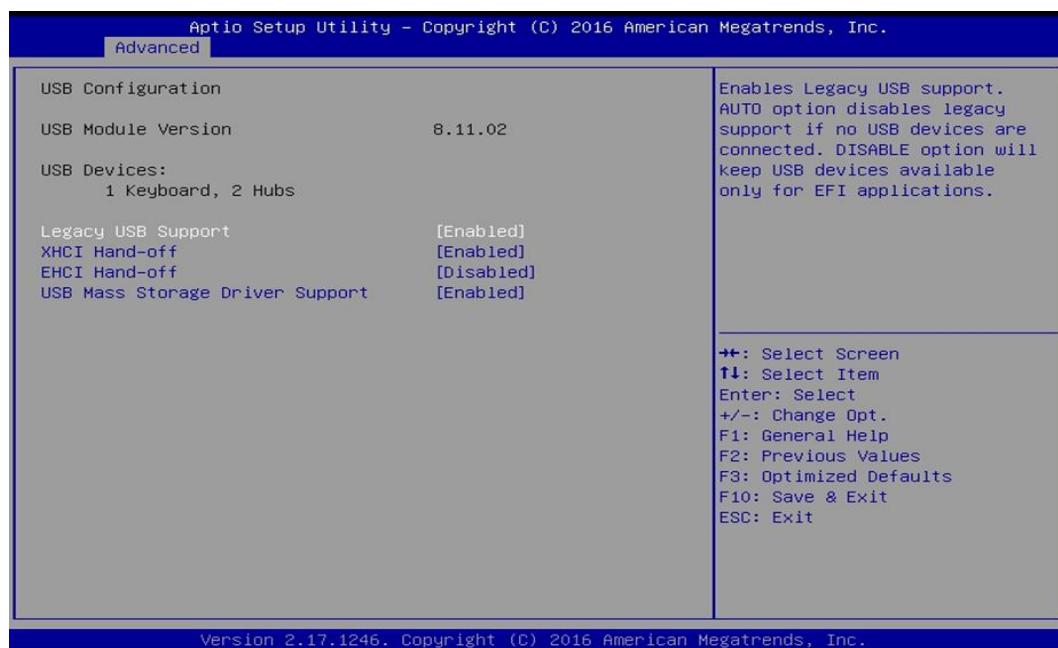 Aptio Setup Utility – Copyright (C) 2016 American Megatrends, Inc.
Advanced
USB Configuration
USB Module Version 8.11.02
USB Devices:
1 Keyboard, 2 Hubs
Legacy USB Support [Enabled]
XHCI Hand-off [Enabled]
EHCI Hand-off [Disabled]
USB Mass Storage Driver Support [Enabled]
Enables Legacy USB support.
AUTO option disables legacy
support if no USB devices are
connected. DISABLE option will
keep USB devices available
only for EFI applications.
→←: Select Screen
↑↓: Select Item
Enter: Select
+/-: Change Opt.
F1: General Help
F2: Previous Values
F3: Optimized Defaults
F10: Save & Exit
ESC: Exit
Version 2.17.1246. Copyright (C) 2016 American Megatrends, Inc.